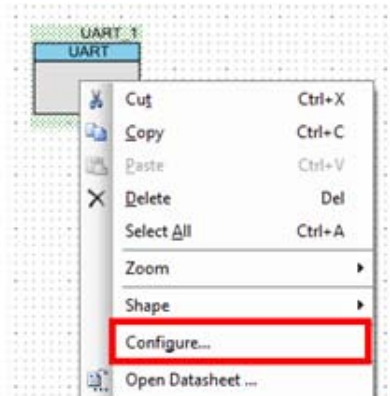 UART_1
UART
Cut Ctrl+X
Copy Ctrl+C
Paste Ctrl+V
Delete Del
Select All Ctrl+A
Zoom
Shape
Configure...
Open Datasheet ...